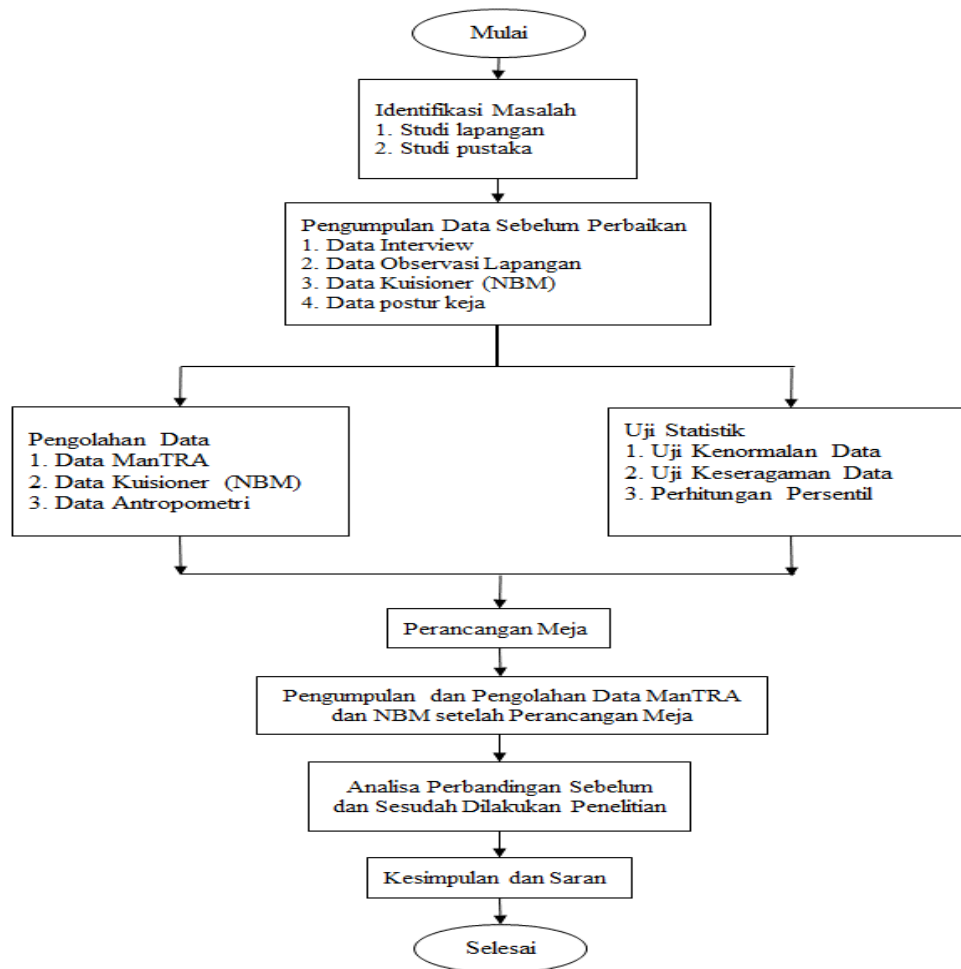 Mulai
Identifikasi Masalah
1. Studi lapangan
2. Studi pustaka
Pengumpulan Data Sebelum Perbaikan
1. Data Interview
2. Data Observasi Lapangan
3. Data Kuisioner (NBM)
4. Data postur keja
Pengolahan Data
1. Data ManTRA
2. Data Kuisioner (NBM)
3. Data Antropometri
Uji Statistik
1. Uji Kenormalan Data
2. Uji Keseragaman Data
3. Perhitungan Persentil
Perancangan Meja
Pengumpulan dan Pengolahan Data ManTRA
dan NBM setelah Perancangan Meja
Analisa Perbandingan Sebelum
dan Sesudah Dilakukan Penelitian
Kesimpulan dan Saran
Selesai